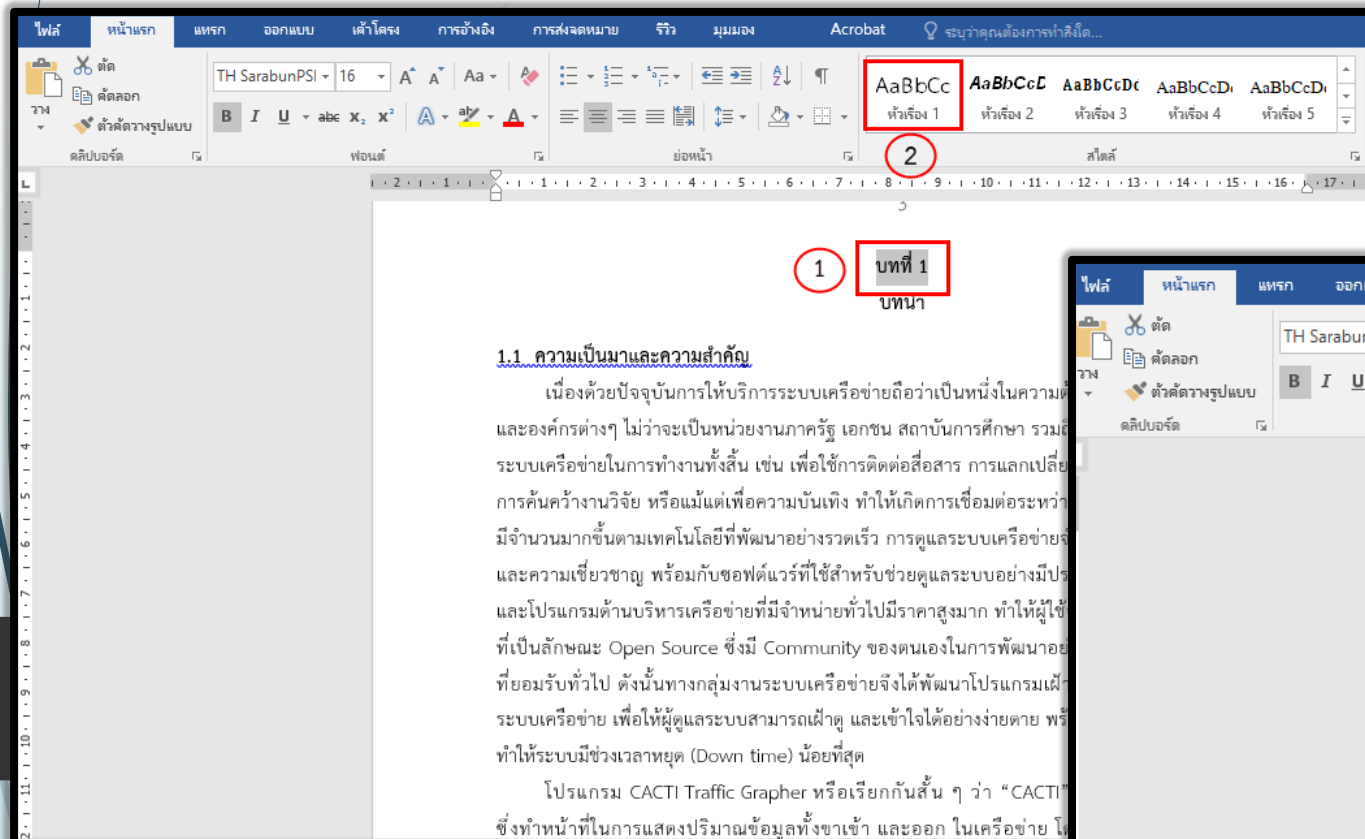 ไฟล์ หน้าแรก แทรก ออกแบบ เค้าโครง การอ้างอิง การส่งจดหมาย รีวิว มุมมอง Acrobat ระบุว่าคุณต้องการทำสิ่งใด...
ตัด
คัดลอก
ตัวคัดวางรูปแบบ
วาง
คลิปบอร์ด
TH SarabunPSI 16 A A Aa
B I U abc x₂ x² A aby A
ฟอนต์
ย่อหน้า
AaBbCc AaBbCcD AaBbCcDd AaBbCcDd AaBbCcDd
หัวเรื่อง 1 หัวเรื่อง 2 หัวเรื่อง 3 หัวเรื่อง 4 หัวเรื่อง 5
สไตล์
2
2 1 1 2 3 4 5 6 7 8 9 10 11 12 13 14 15 16 17
1 บทที่ 1
บทนำ
1.1 ความเป็นมาและความสำคัญ
เนื่องด้วยปัจจุบันการให้บริการระบบเครือข่ายถือว่าเป็นหนึ่งในความ
และองค์กรต่างๆ ไม่ว่าจะเป็นหน่วยงานภาครัฐ เอกชน สถาบันการศึกษา รวม
ระบบเครือข่ายในการทำงานทั้งสิ้น เช่น เพื่อใช้การติดต่อสื่อสาร การแลกเปลี่ย
การค้นคว้างานวิจัย หรือแม้แต่เพื่อความบันเทิง ทำให้เกิดการเชื่อมต่อระหว่า
มีจำนวนมากขึ้นตามเทคโนโลยีที่พัฒนาอย่างรวดเร็ว การดูแลระบบเครือข่าย
และความเชี่ยวชาญ พร้อมกับซอฟต์แวร์ที่ใช้สำหรับช่วยดูแลระบบอย่างมีปร
และโปรแกรมด้านบริหารเครือข่ายที่มีจำหน่ายทั่วไปมีราคาสูงมาก ทำให้ผู้ใช้
ที่เป็นลักษณะ Open Source ซึ่งมี Community ของตนเองในการพัฒนาอย
ที่ยอมรับทั่วไป ดังนั้นทางกลุ่มงานระบบเครือข่ายจึงได้พัฒนาโปรแกรมเฝ้า
ระบบเครือข่าย เพื่อให้ผู้ดูแลระบบสามารถเฝ้าดู และเข้าใจได้อย่างง่ายดาย พร้
ทำให้ระบบมีช่วงเวลาหยุด (Down time) น้อยที่สุด
โปรแกรม CACTI Traffic Grapher หรือเรียกกันสั้น ๆ ว่า “CACTI”
ซึ่งทำหน้าที่ในการแสดงปริมาณข้อมูลทั้งขาเข้า และออก ในเครือข่าย โด
ไฟล์ หน้าแรก แทรก ออก
ตัด
คัดลอก
ตัวคัดวางรูปแบบ
วาง
คลิปบอร์ด
TH Sarabun
B I U